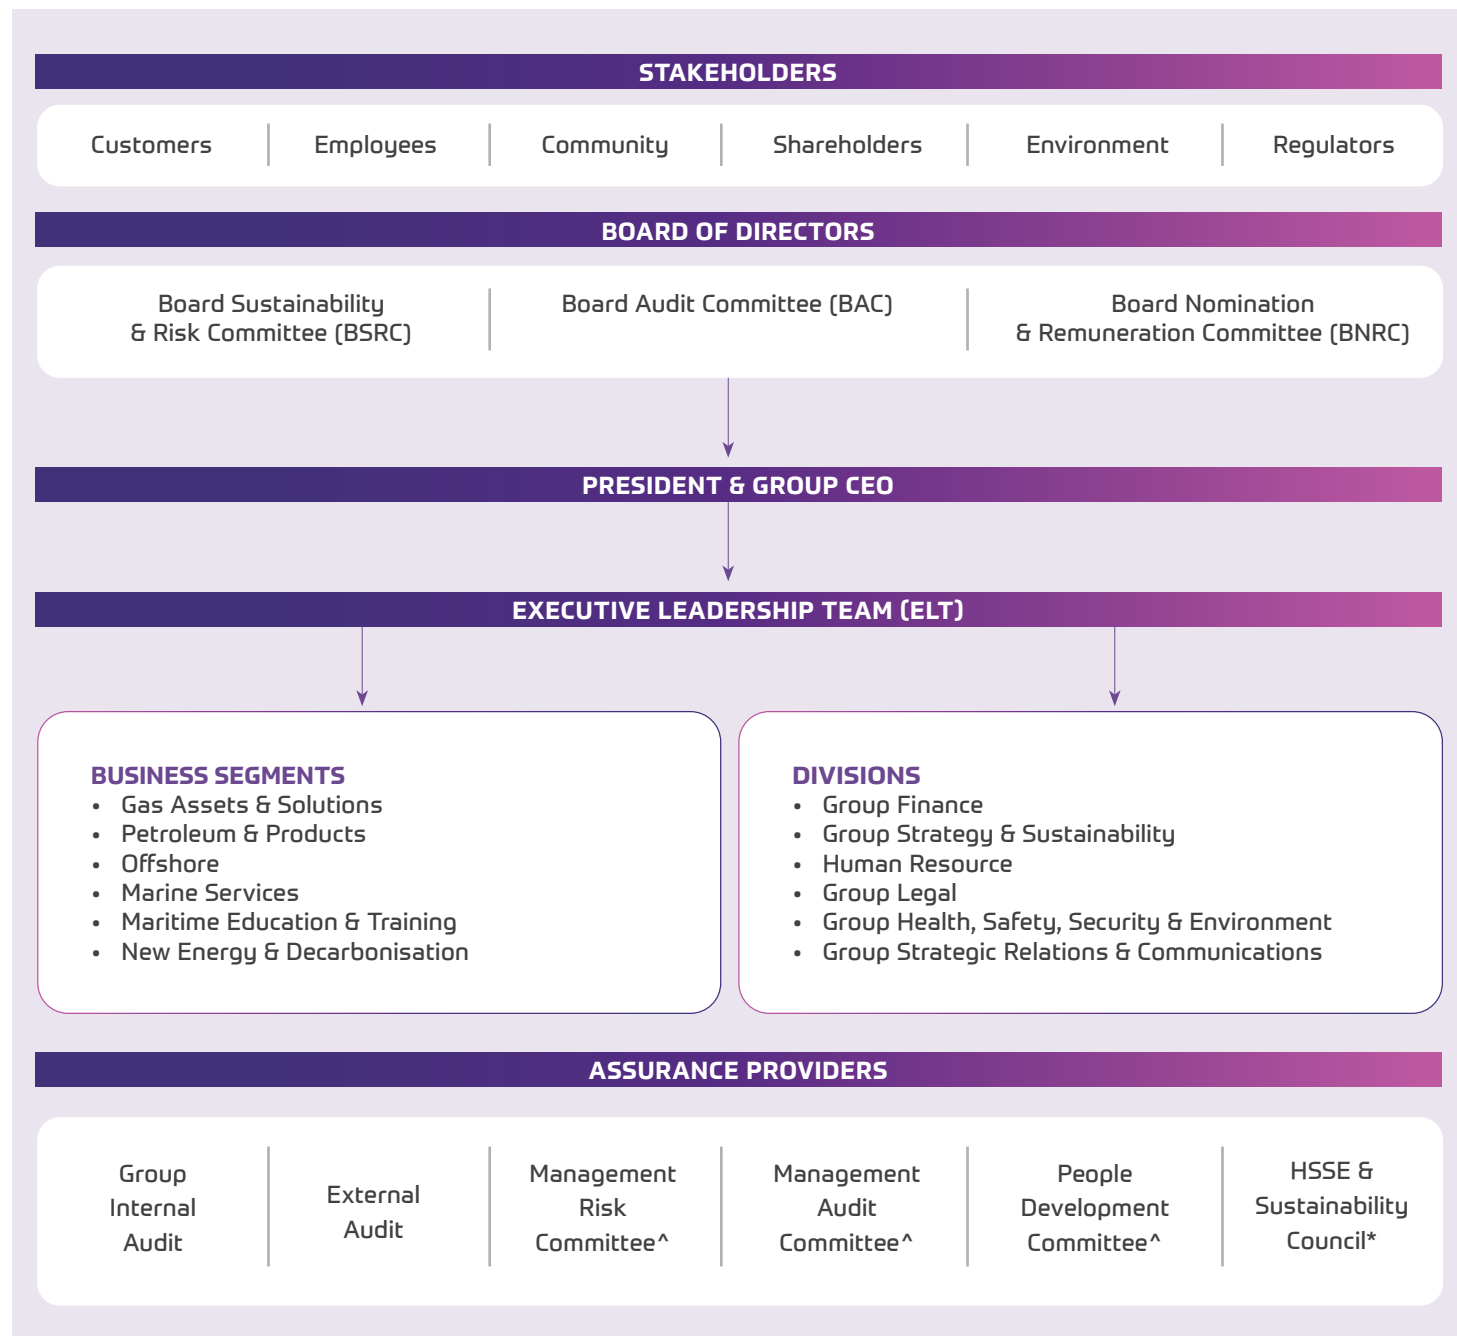 STAKEHOLDERS
Customers
Employees
Community
Shareholders
Environment
Regulators
BOARD OF DIRECTORS
Board Sustainability
& Risk Committee (BSRC)
Board Audit Committee (BAC)
Board Nomination
& Remuneration Committee (BNRC)
PRESIDENT & GROUP CEO
EXECUTIVE LEADERSHIP TEAM (ELT)
BUSINESS SEGMENTS
• Gas Assets & Solutions
• Petroleum & Products
• Offshore
• Marine Services
• Maritime Education & Training
• New Energy & Decarbonisation
DIVISIONS
• Group Finance
• Group Strategy & Sustainability
• Human Resource
• Group Legal
• Group Health, Safety, Security & Environment
• Group Strategic Relations & Communications
ASSURANCE PROVIDERS
Group
Internal
Audit
External
Audit
Management
Risk
Committee^
Management
Audit
Committee^
People
Development
Committee^
HSSE &
Sustainability
Council*